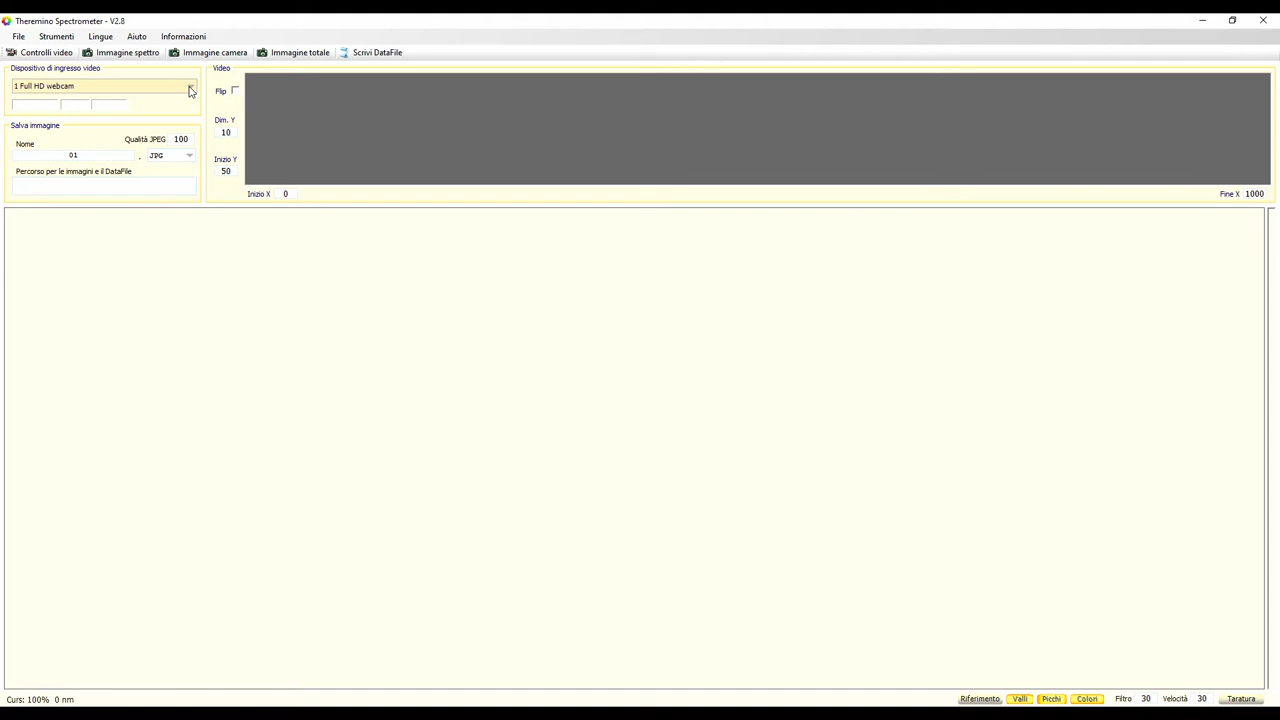 Theremino Spectrometer - V2.8
File Strumenti Lingue Aiuto Informazioni
Controlli video Immagine spettro Immagine camera Immagine totale Scrivi DataFile
Dispositivo di ingresso video
1 Full HD webcam
Salva immagine
Qualità JPEG 100
Nome
01 . JPG
Percorso per le immagini e il DataFile
Video
Flip
Dim. Y
10
Inizio Y
50
Inizio X 0
Fine X 1000
Curs: 100% 0 nm
Riferimento Valli Picchi Colori Filtro 30 Velocità 30 Taratura